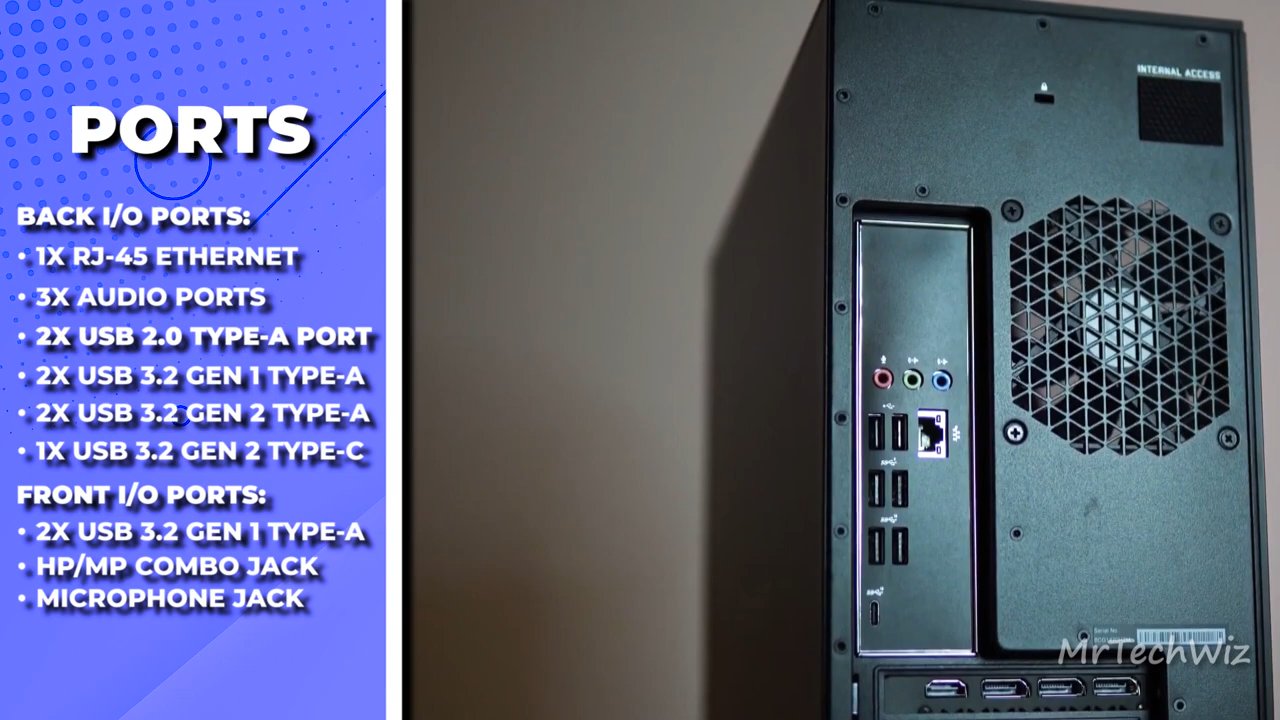 PORTS
BACK I/O PORTS:
• 1X RJ-45 ETHERNET
• 3X AUDIO PORTS
• 2X USB 2.0 TYPE-A PORT
• 2X USB 3.2 GEN 1 TYPE-A
• 2X USB 3.2 GEN 2 TYPE-A
• 1X USB 3.2 GEN 2 TYPE-C
FRONT I/O PORTS:
• 2X USB 3.2 GEN 1 TYPE-A
• HP/MP COMBO JACK
• MICROPHONE JACK
INTERNAL ACCESS
Serial No.
MrTechWiz